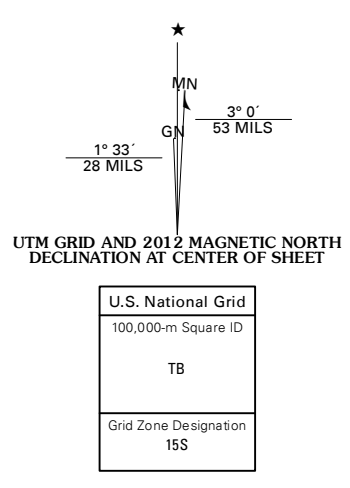 ★
MN
3° 0´
53 MILS
GN
1° 33´
28 MILS
UTM GRID AND 2012 MAGNETIC NORTH
DECLINATION AT CENTER OF SHEET
U.S. National Grid
100,000-m Square ID
TB
Grid Zone Designation
15S